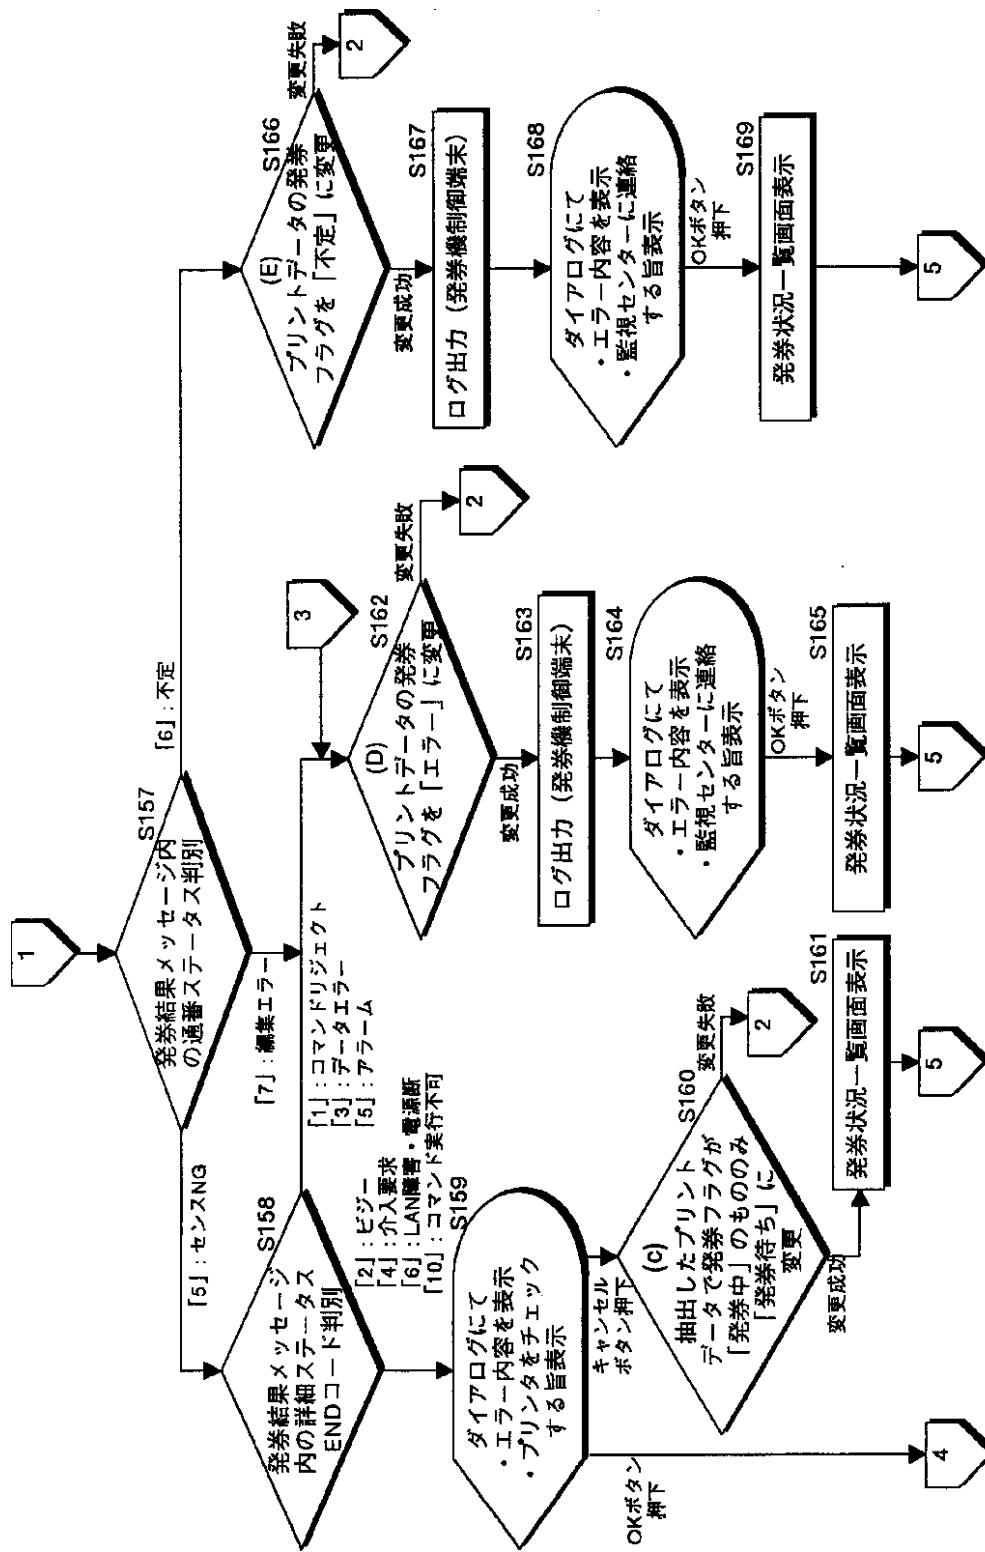 1
発券結果メッセージ内
の通番ステータス判別
S157
「5」：センスNG
「7」：編集エラー
「6」：不定
発券結果メッセージ
内の詳細ステータス
ENDコード判別
S158
「1」：コマンドリジェクト
「3」：データエラー
「5」：アラーム
「2」：ビジー
「4」：介入要求
「6」：LAN障害・電源断
「10」：コマンド実行不可
S159
ダイアログにて
・エラー内容を表示
・プリンタをチェック
する旨表示
OKボタン
押下
4
キャンセル
ボタン押下
S160
(c)
抽出したプリント
データで発券フラグが
「発券中」のもののみ
「発券待ち」に
変更
変更失敗
2
変更成功
S161
発券状況一覧画面表示
5
3
S162
(D)
プリントデータの発券
フラグを「エラー」に変更
変更失敗
2
変更成功
S163
ログ出力（発券機制御端末）
S164
ダイアログにて
・エラー内容を表示
・監視センターに連絡
する旨表示
OKボタン
押下
S165
発券状況一覧画面表示
5
S166
(E)
プリントデータの発券
フラグを「不定」に変更
変更失敗
2
変更成功
S167
ログ出力（発券機制御端末）
S168
ダイアログにて
・エラー内容を表示
・監視センターに連絡
する旨表示
OKボタン
押下
S169
発券状況一覧画面表示
5